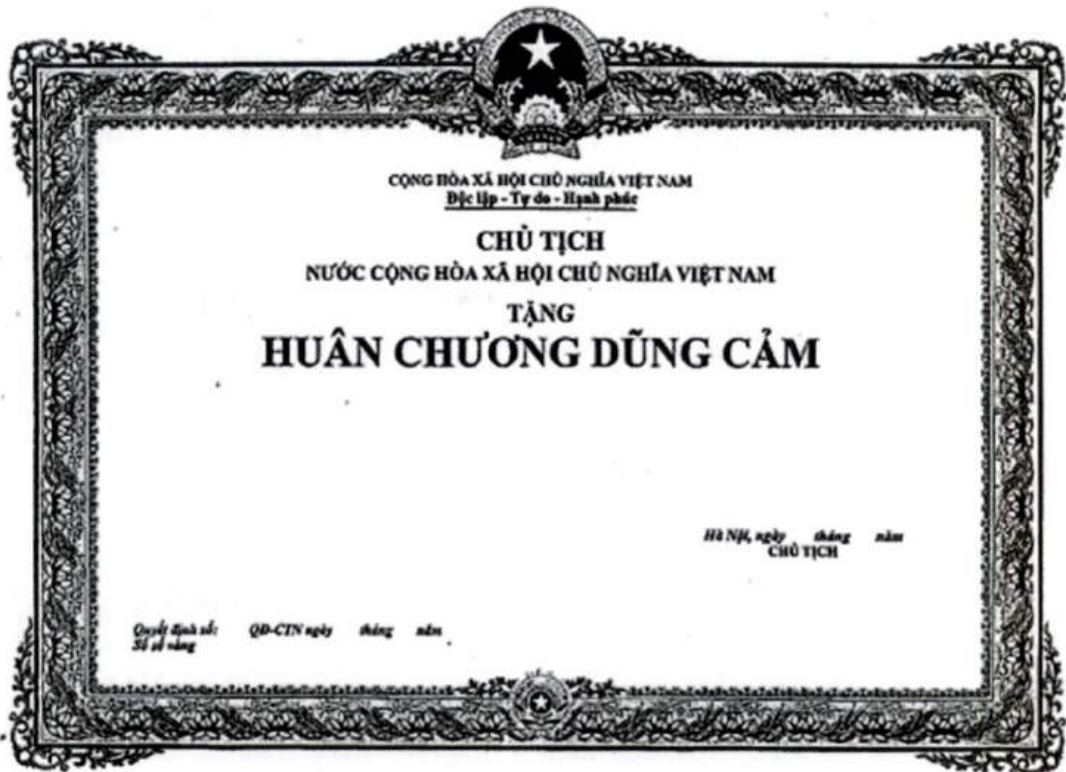 CỘNG HÒA XÃ HỘI CHỦ NGHĨA VIỆT NAM
Độc lập - Tự do - Hạnh phúc
CHỦ TỊCH
NƯỚC CỘNG HÒA XÃ HỘI CHỦ NGHĨA VIỆT NAM
TẶNG
HUÂN CHƯƠNG DŨNG CẢM
Hà Nội, ngày tháng năm
CHỦ TỊCH
Quyết định số: QĐ-CTN ngày tháng năm
Số sổ vàng